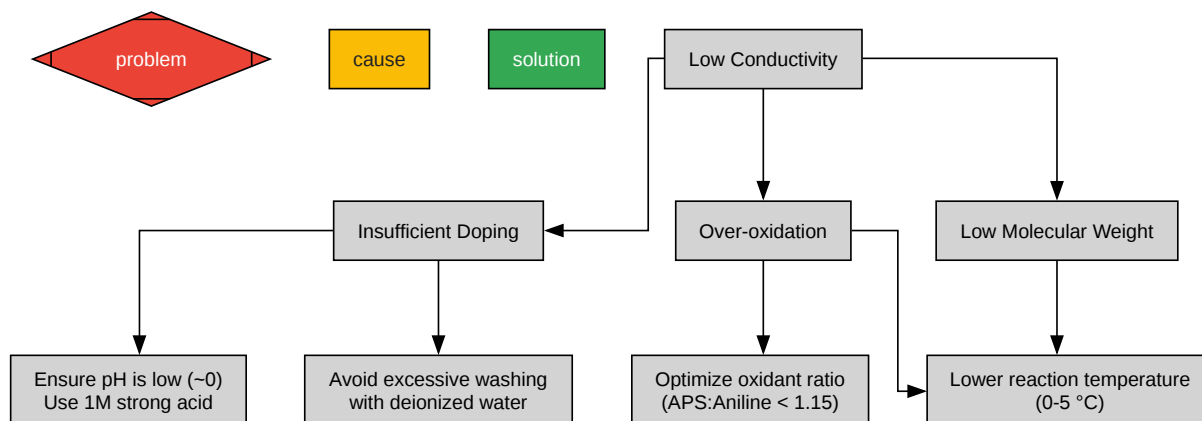 problem
cause
solution
Low Conductivity
Insufficient Doping
Over-oxidation
Low Molecular Weight
Ensure pH is low (~0)
Use 1M strong acid
Avoid excessive washing
with deionized water
Optimize oxidant ratio
(APS:Aniline < 1.15)
Lower reaction temperature
(0-5 °C)